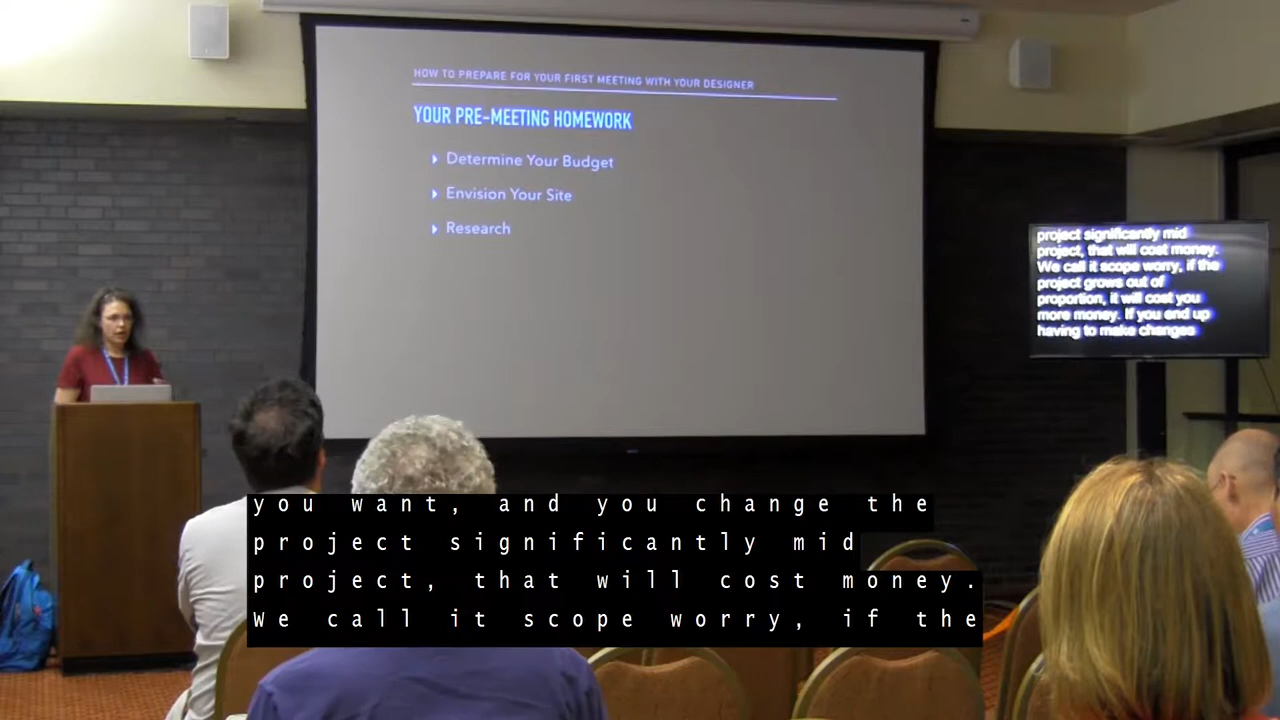 HOW TO PREPARE FOR YOUR FIRST MEETING WITH YOUR DESIGNER
YOUR PRE-MEETING HOMEWORK
Determine Your Budget
Envision Your Site
Research
project significantly mid
project, that will cost money.
We call it scope worry, if the
project grows out of
proportion, it will cost you
more money. If you end up
having to make changes
you want, and you change the
project significantly mid
project, that will cost money.
We call it scope worry, if the